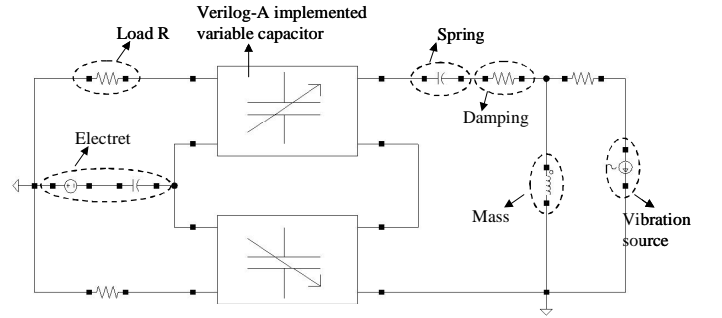 Verilog-A implemented
variable capacitor
Load R
Spring
Damping
Electret
Mass
Vibration
source